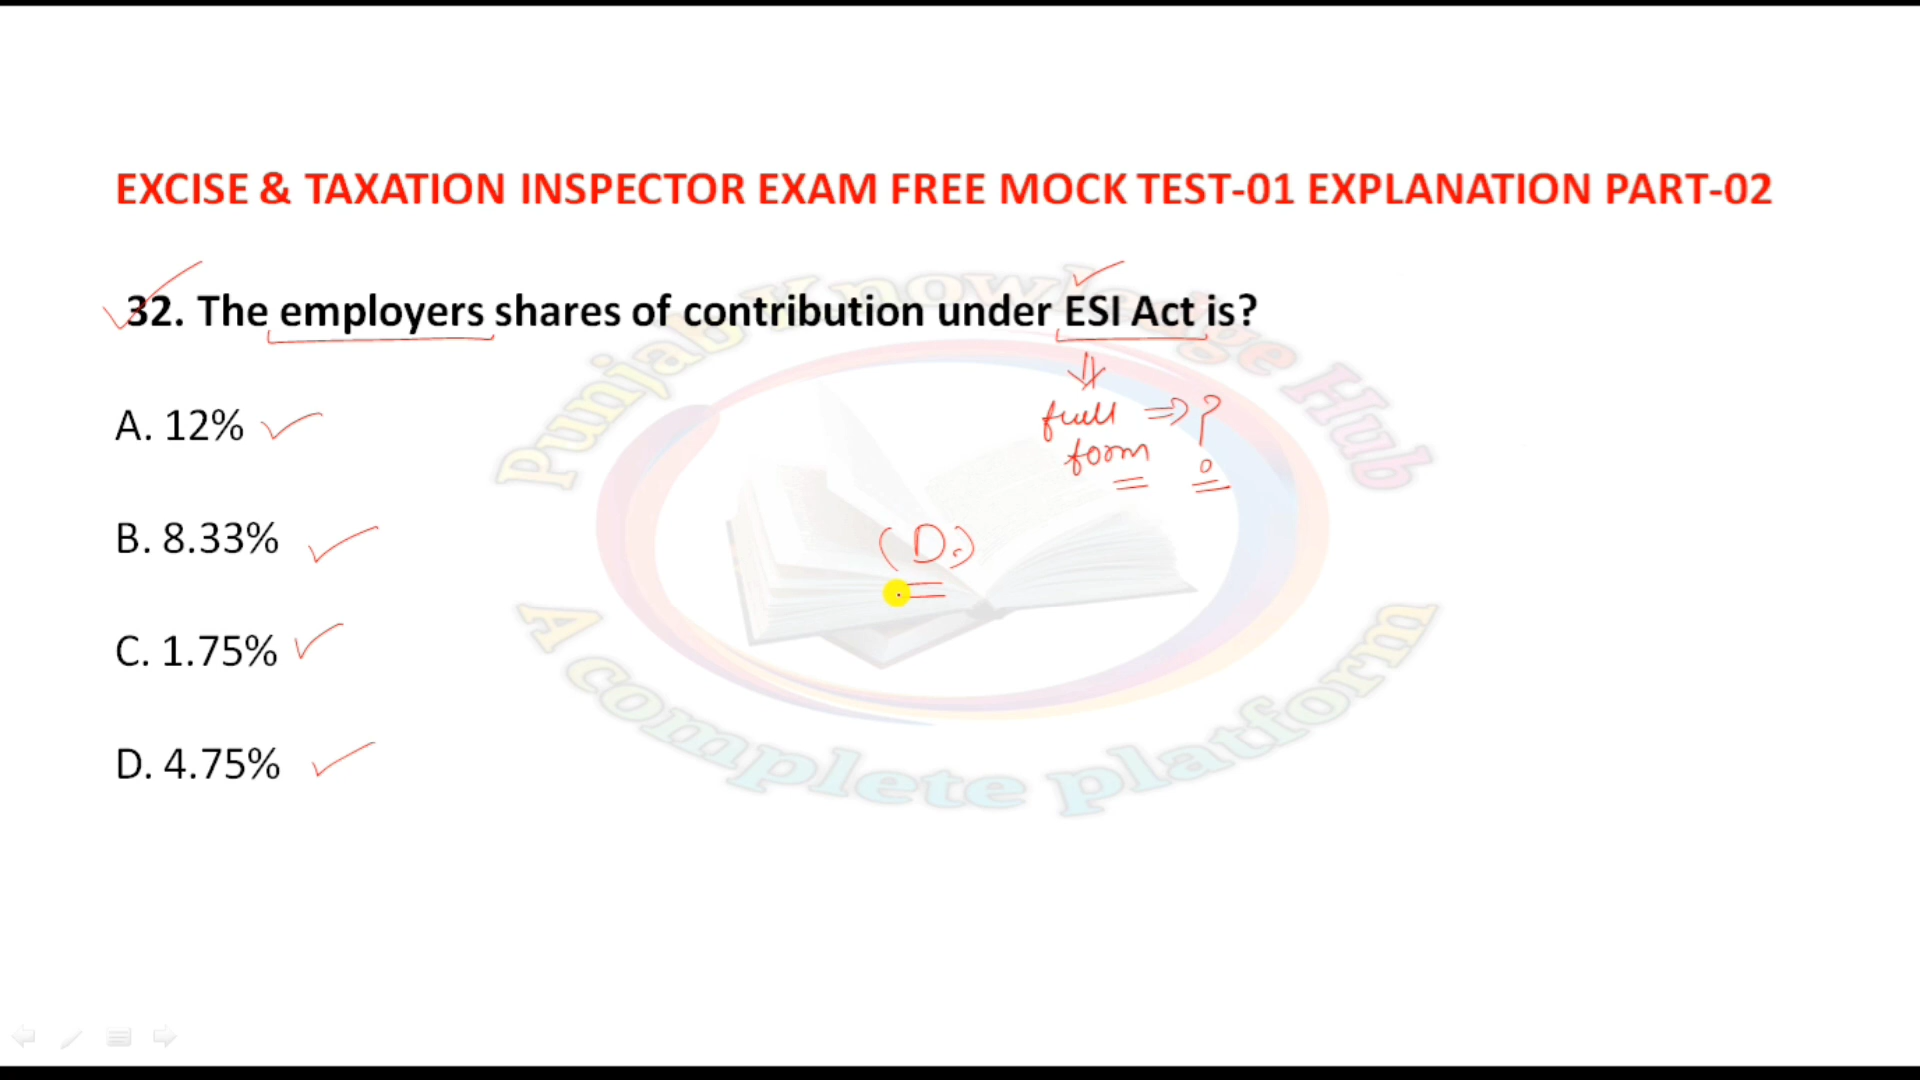 EXCISE & TAXATION INSPECTOR EXAM FREE MOCK TEST-01 EXPLANATION PART-02
32. The employers shares of contribution under ESI Act is?
full ⇒ ?
form
A. 12%
B. 8.33%
(D.)
C. 1.75%
D. 4.75%
Punjab Knowledge Hub
A complete platform